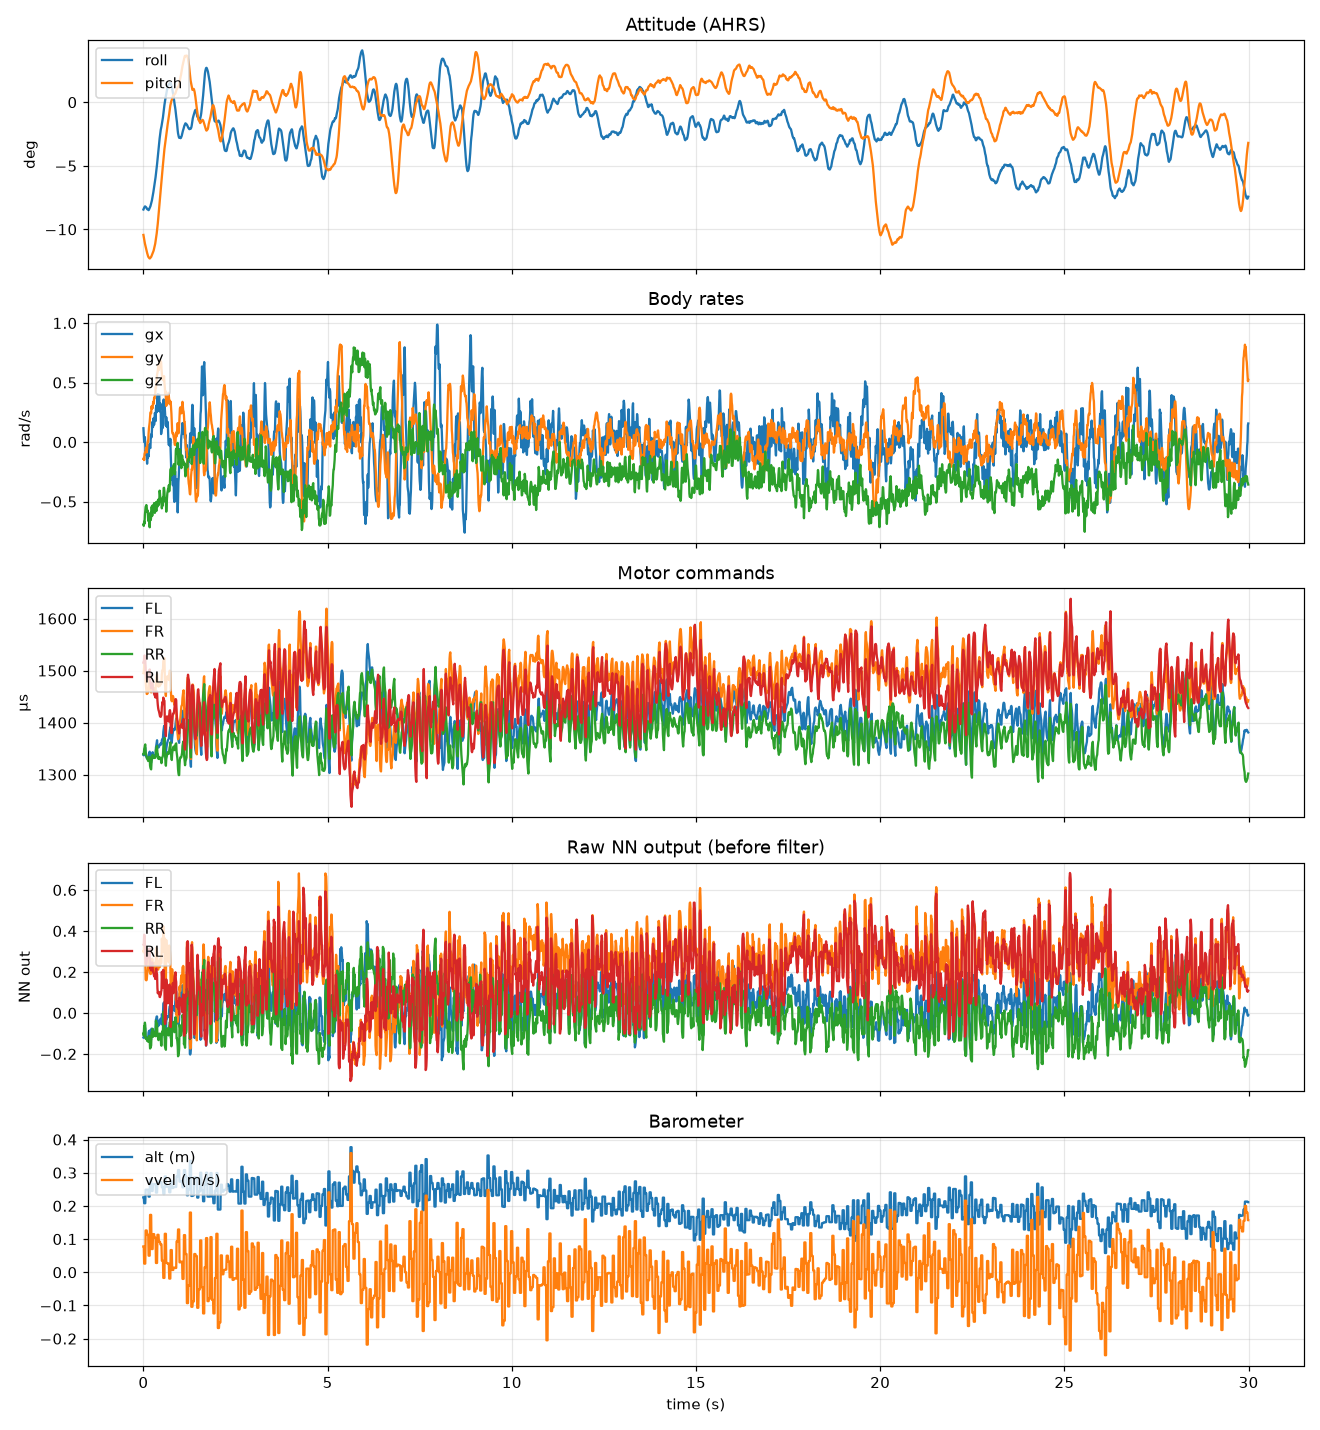 Attitude (AHRS)
roll
pitch
0
−5
−10
deg
Body rates
gx
gy
gz
1.0
0.5
0.0
−0.5
rad/s
Motor commands
FL
FR
RR
RL
1600
1500
1400
1300
µs
Raw NN output (before filter)
FL
FR
RR
RL
0.6
0.4
0.2
0.0
−0.2
NN out
Barometer
alt (m)
vvel (m/s)
0.4
0.3
0.2
0.1
0.0
−0.1
−0.2
0 5 10 15 20 25 30
time (s)